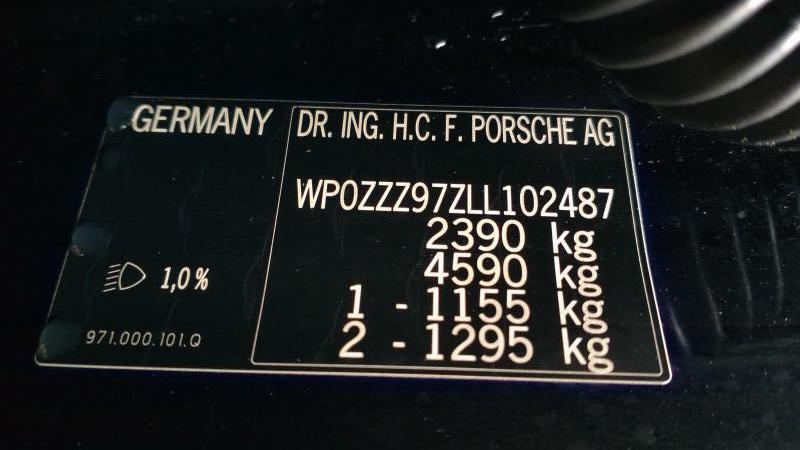 GERMANY
DR. ING. H.C. F. PORSCHE AG
WP0ZZZ97ZLL102487
2390 kg
4590 kg
1 - 1155 kg
2 - 1295 kg
1,0 %
971.000.101.Q